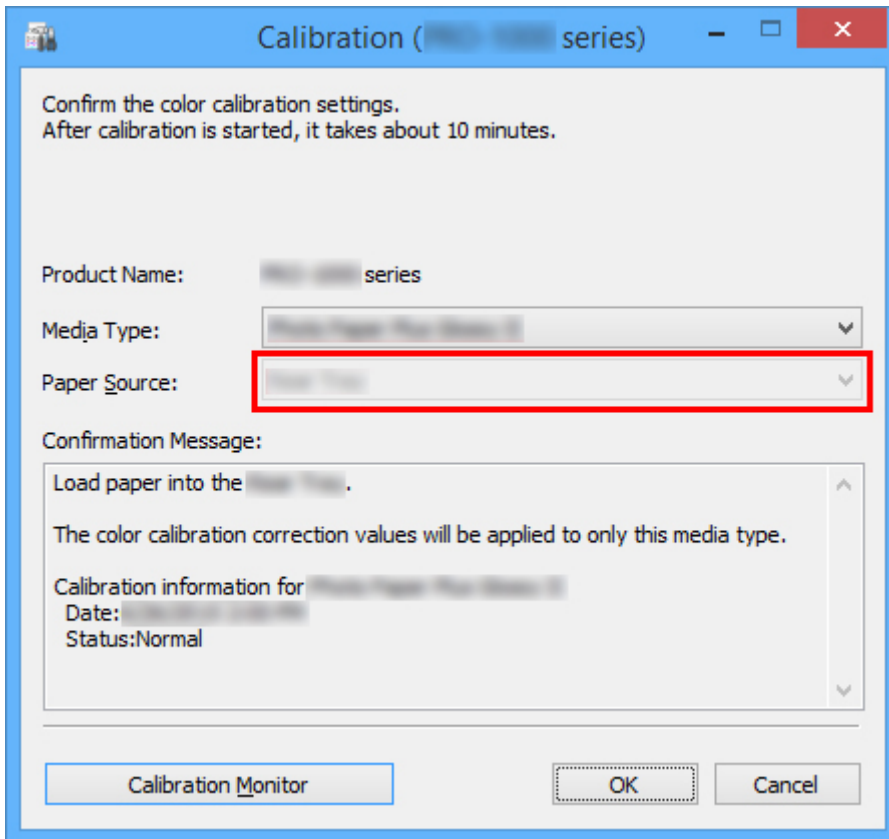 Calibration ( series)
Confirm the color calibration settings.
After calibration is started, it takes about 10 minutes.
Product Name: series
Media Type:
Paper Source:
Confirmation Message:
Load paper into the .
The color calibration correction values will be applied to only this media type.
Calibration information for
Date:
Status:Normal
Calibration Monitor
OK
Cancel